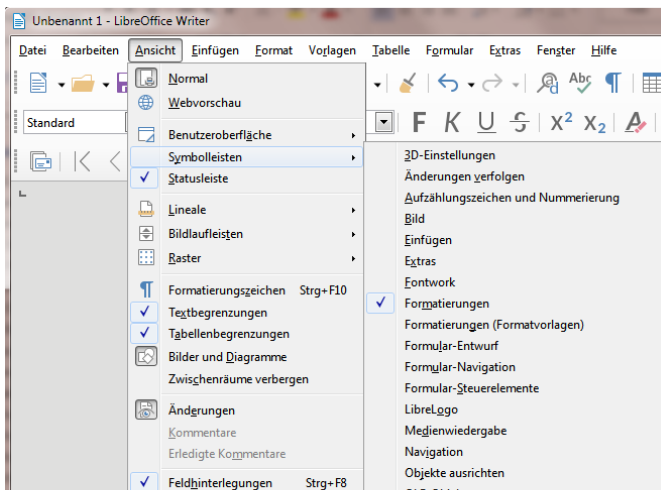 Unbenannt 1 - LibreOffice Writer
Datei Bearbeiten Ansicht Einfügen Format Vorlagen Tabelle Formular Extras Fenster Hilfe
Normal
Webvorschau
Abc
Standard
F K U S X² X₂ A
Benutzeroberfläche
Symbolleisten
Statusleiste
Lineale
Bildlaufleisten
Raster
Formatierungszeichen Strg+F10
Textbegrenzungen
Tabellenbegrenzungen
Bilder und Diagramme
Zwischenräume verbergen
Änderungen
Kommentare
Erledigte Kommentare
Feldhinterlegungen Strg+F8
3D-Einstellungen
Änderungen verfolgen
Aufzählungszeichen und Nummerierung
Bild
Einfügen
Extras
Fontwork
Formatierungen
Formatierungen (Formatvorlagen)
Formular-Entwurf
Formular-Navigation
Formular-Steuerelemente
LibreLogo
Medienwiedergabe
Navigation
Objekte ausrichten